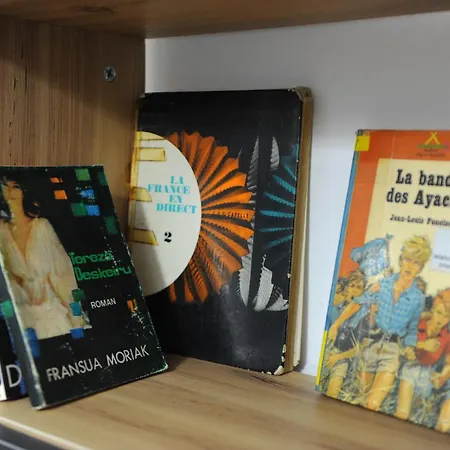 Tereza
Deskeiru
ROMAN
FRANSUA MORIAK
D
LA
FRANCE
EN
DIRECT
2
La band
des Ayac
Jean-Louis Foncine